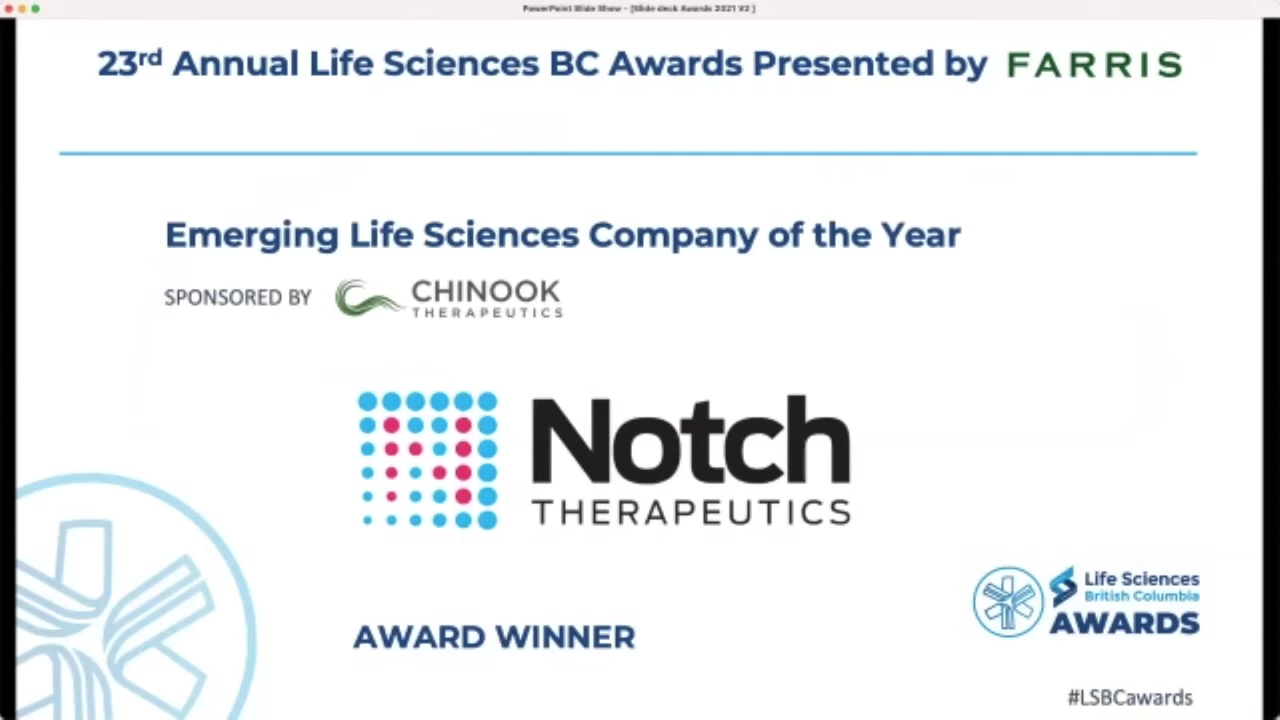 PowerPoint Slide Show - [Slide deck Awards 2021 V2 ]
23rd Annual Life Sciences BC Awards Presented by FARRIS
Emerging Life Sciences Company of the Year
SPONSORED BY CHINOOK
THERAPEUTICS
Notch
THERAPEUTICS
Life Sciences
British Columbia
AWARDS
AWARD WINNER
#LSBCawards